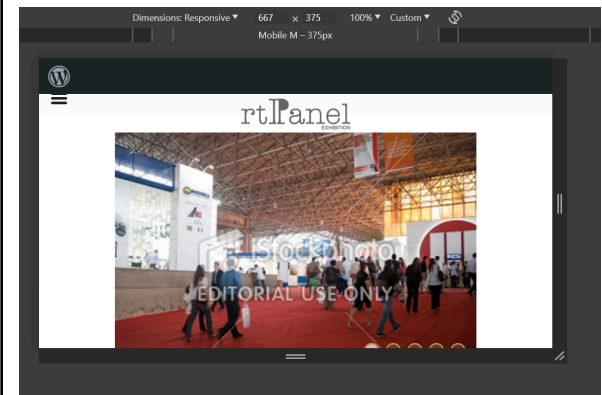 Dimensions: Responsive ▼ 667 × 375 100% ▼ Custom ▼
Mobile M – 375px
rtPanel
EXHIBITION
iStockphoto
EDITORIAL USE ONLY